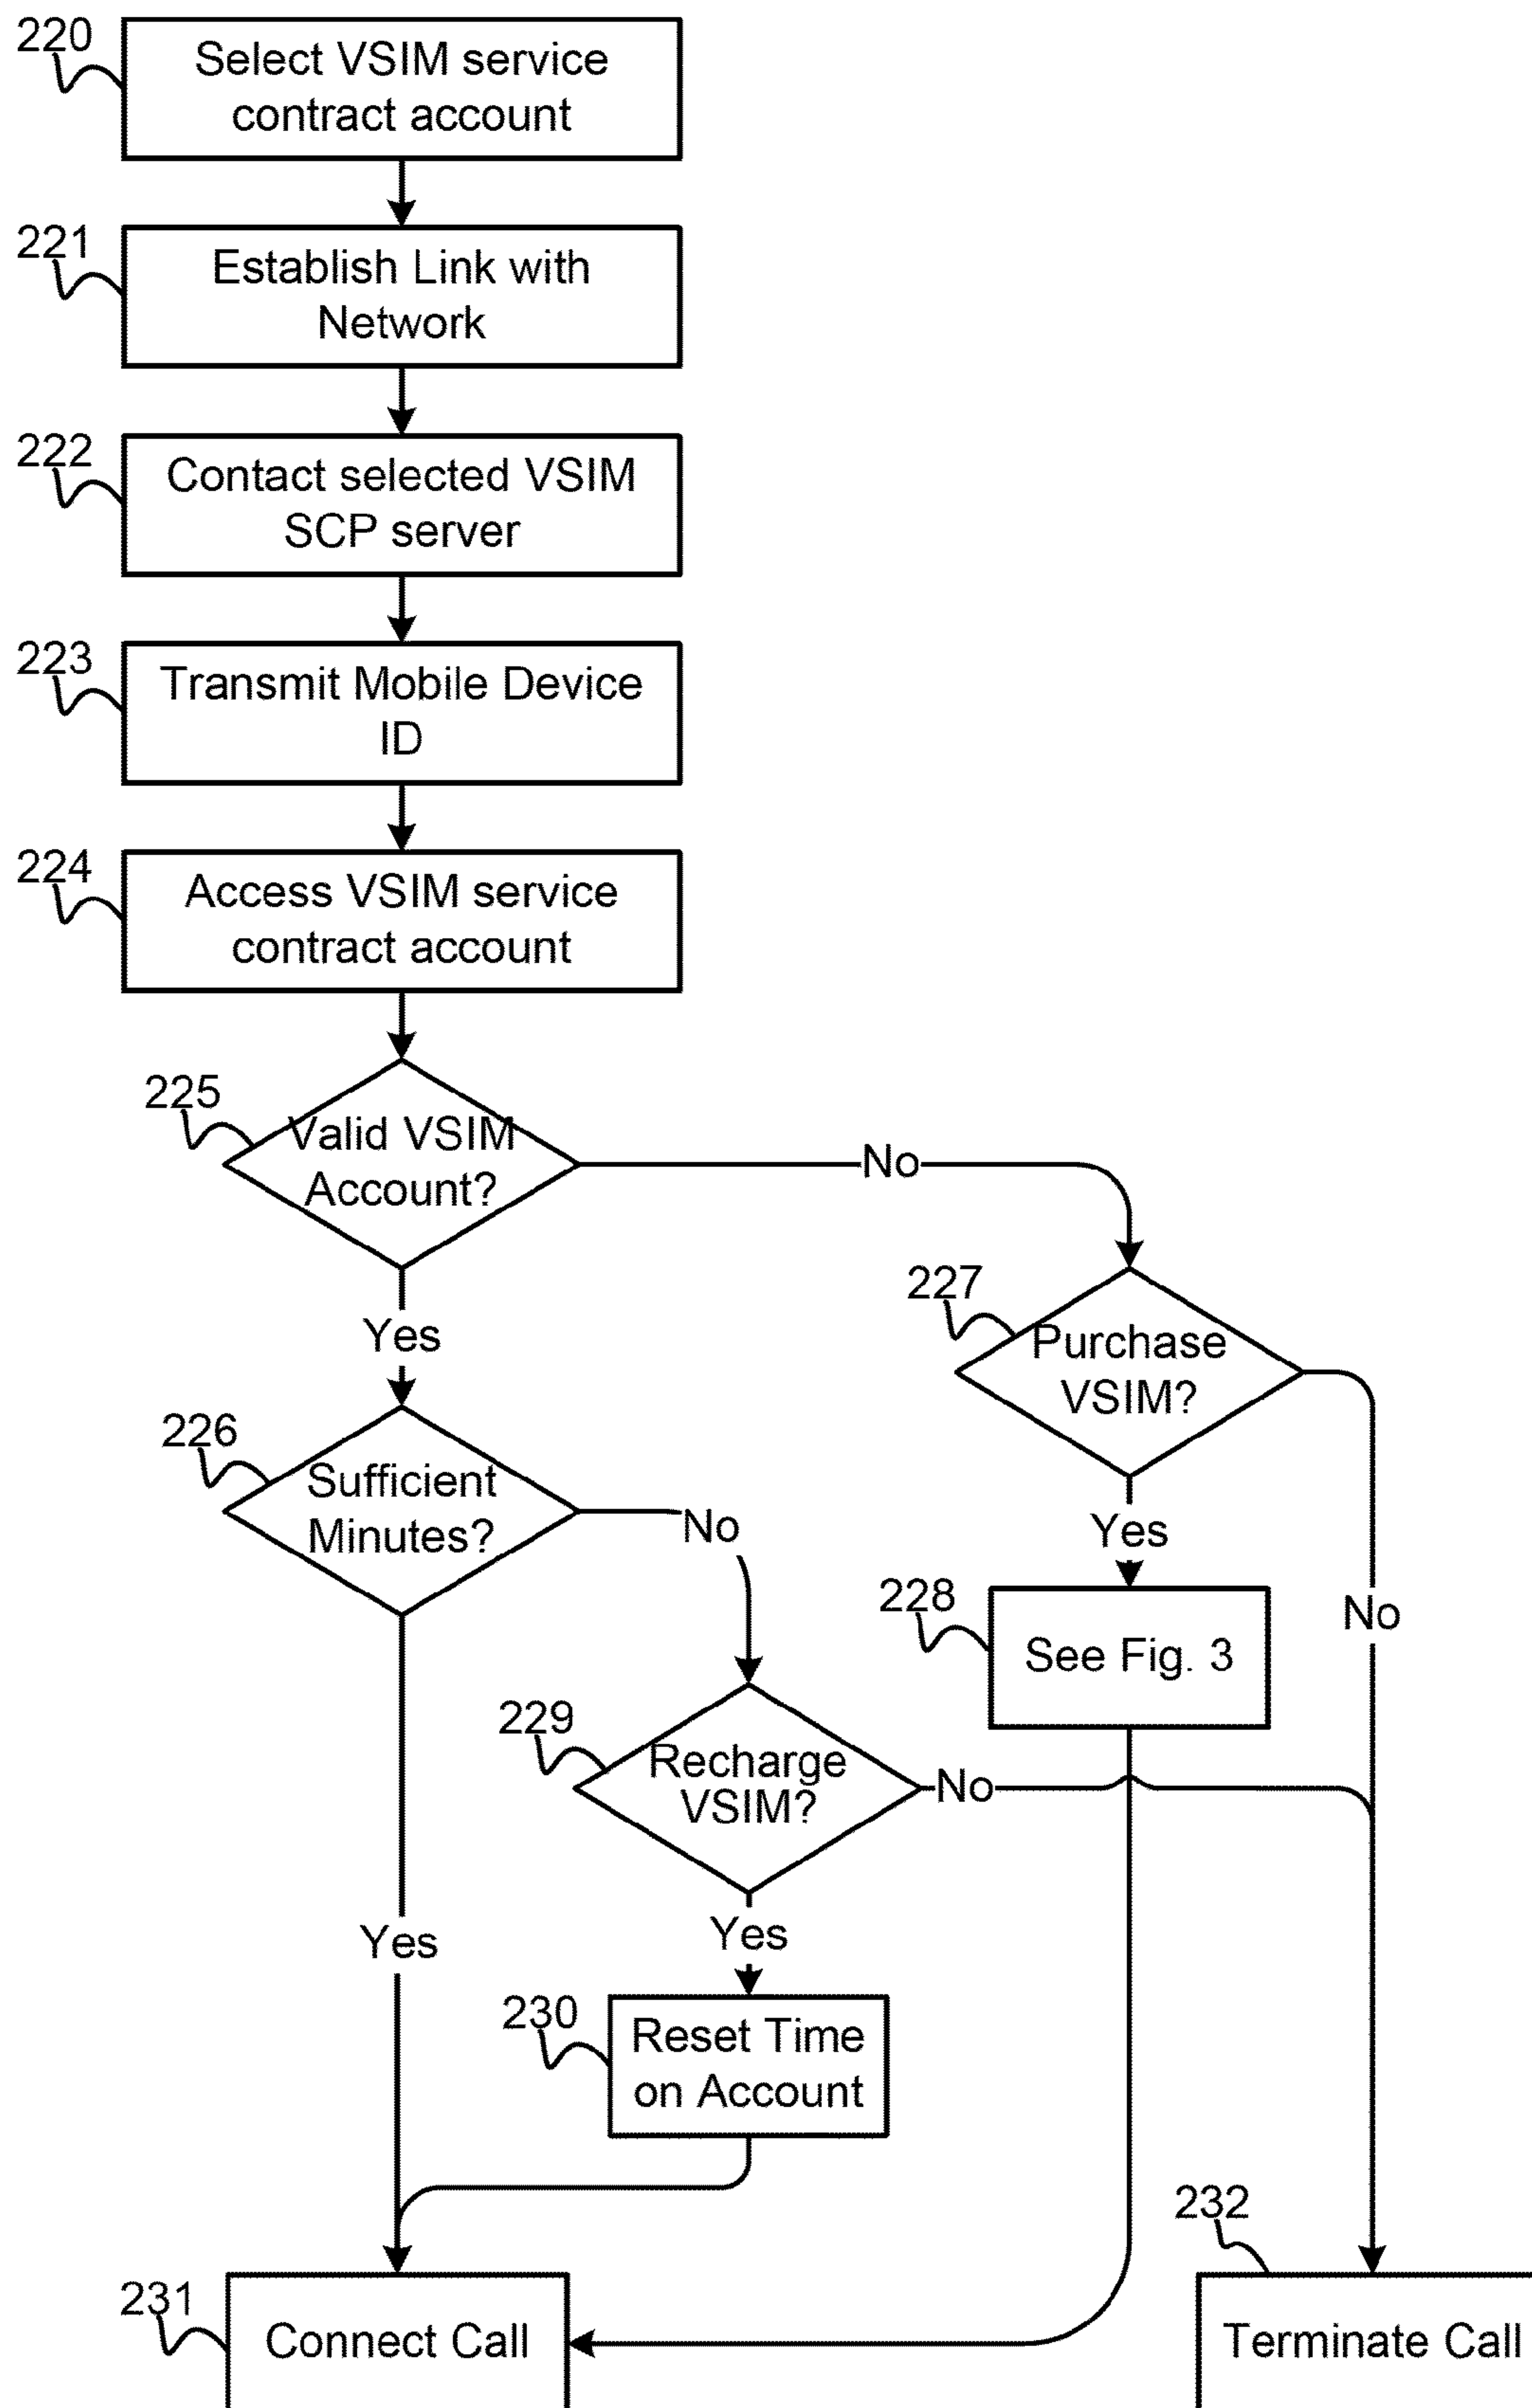 220
Select VSIM service
contract account
221
Establish Link with
Network
222
Contact selected VSIM
SCP server
223
Transmit Mobile Device
ID
224
Access VSIM service
contract account
225
Valid VSIM
Account?
No
Yes
227
Purchase
VSIM?
226
Sufficient
Minutes?
No
Yes
228
See Fig. 3
No
229
Recharge
VSIM?
No
Yes
Yes
230
Reset Time
on Account
232
231
Connect Call
Terminate Call